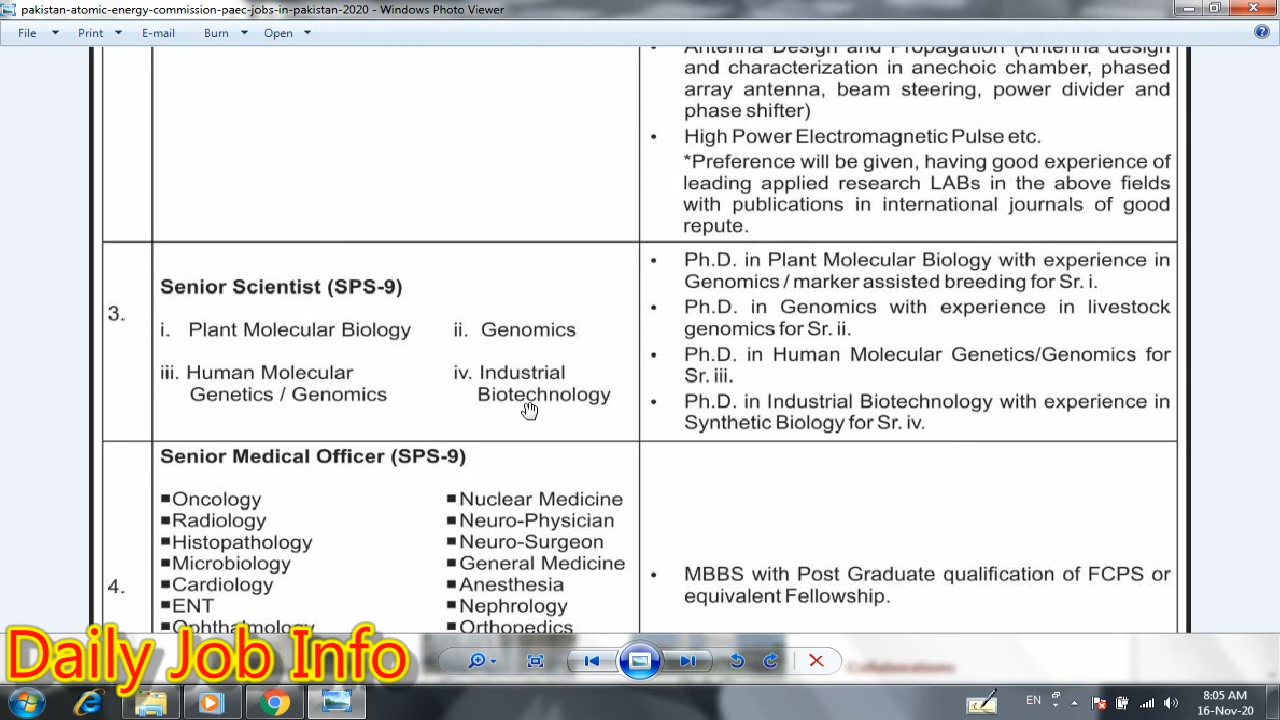 pakistan-atomic-energy-commission-paec-jobs-in-pakistan-2020 - Windows Photo Viewer
File Print E-mail Burn Open
Antenna Design and Propagation (Antenna design
and characterization in anechoic chamber, phased
array antenna, beam steering, power divider and
phase shifter)
• High Power Electromagnetic Pulse etc.
*Preference will be given, having good experience of
leading applied research LABs in the above fields
with publications in international journals of good
repute.
3.
Senior Scientist (SPS-9)
i. Plant Molecular Biology
ii. Genomics
iii. Human Molecular
Genetics / Genomics
iv. Industrial
Biotechnology
• Ph.D. in Plant Molecular Biology with experience in
Genomics / marker assisted breeding for Sr. i.
• Ph.D. in Genomics with experience in livestock
genomics for Sr. ii.
• Ph.D. in Human Molecular Genetics/Genomics for
Sr. iii.
• Ph.D. in Industrial Biotechnology with experience in
Synthetic Biology for Sr. iv.
4.
Senior Medical Officer (SPS-9)
▪Oncology
▪Radiology
▪Histopathology
▪Microbiology
▪Cardiology
▪ENT
▪Ophthalmology
▪Nuclear Medicine
▪Neuro-Physician
▪Neuro-Surgeon
▪General Medicine
▪Anesthesia
▪Nephrology
▪Orthopedics
• MBBS with Post Graduate qualification of FCPS or
equivalent Fellowship.
Daily Job Info
Collaborations
EN
8:05 AM
16-Nov-20